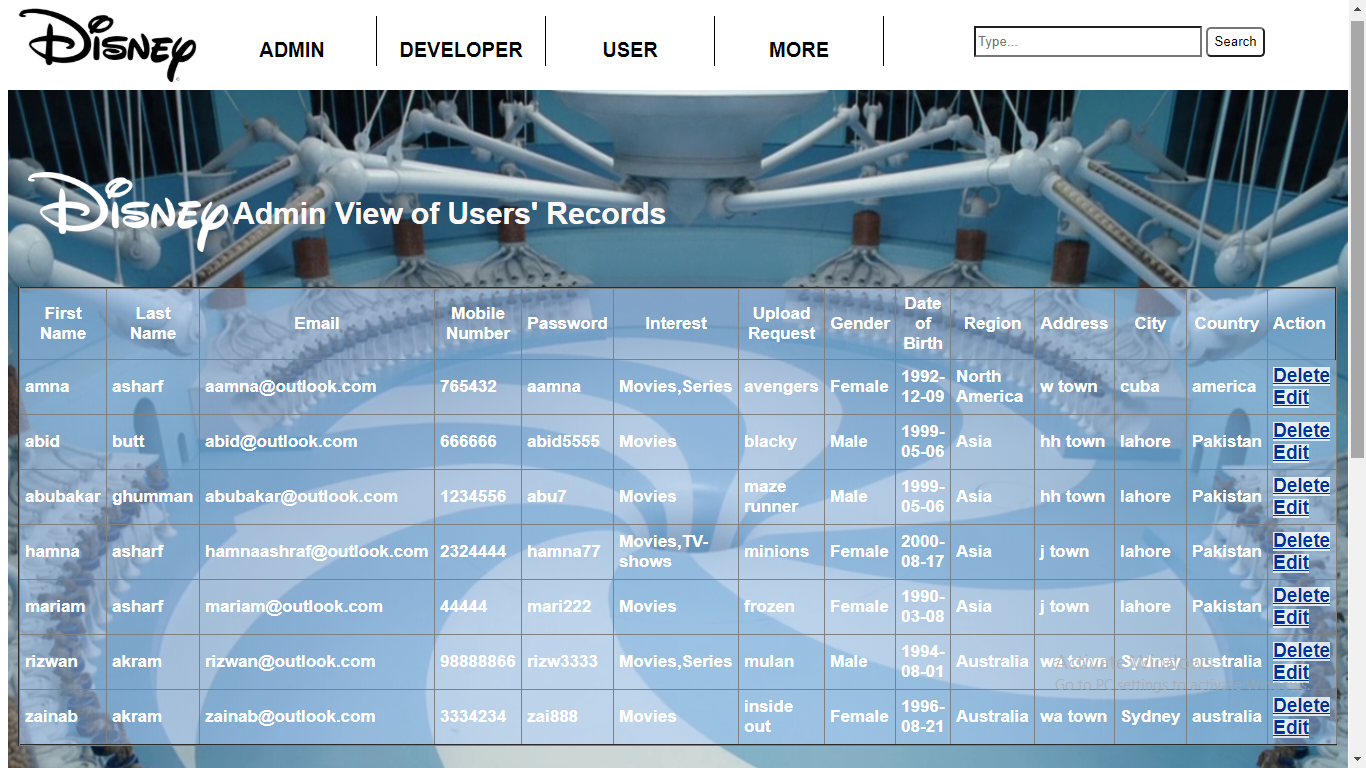 Disney
ADMIN
DEVELOPER
USER
MORE
Type...
Search
Disney Admin View of Users' Records
First Name Last Name Email Mobile Number Password Interest Upload Request Gender Date of Birth Region Address City Country Action
amna asharf aamna@outlook.com 765432 aamna Movies,Series avengers Female 1992-12-09 North America w town cuba america Delete Edit
abid butt abid@outlook.com 666666 abid5555 Movies blacky Male 1999-05-06 Asia hh town lahore Pakistan Delete Edit
abubakar ghumman abubakar@outlook.com 1234556 abu7 Movies maze runner Male 1999-05-06 Asia hh town lahore Pakistan Delete Edit
hamna asharf hamnaashraf@outlook.com 2324444 hamna77 Movies,TV-shows minions Female 2000-08-17 Asia j town lahore Pakistan Delete Edit
mariam asharf mariam@outlook.com 44444 mari222 Movies frozen Female 1990-03-08 Asia j town lahore Pakistan Delete Edit
rizwan akram rizwan@outlook.com 98888866 rizw3333 Movies,Series mulan Male 1994-08-01 Australia wa town Sydney australia Delete Edit
Activate Windows
Go to PC settings to activate Windows.
zainab akram zainab@outlook.com 3334234 zai888 Movies inside out Female 1996-08-21 Australia wa town Sydney australia Delete Edit